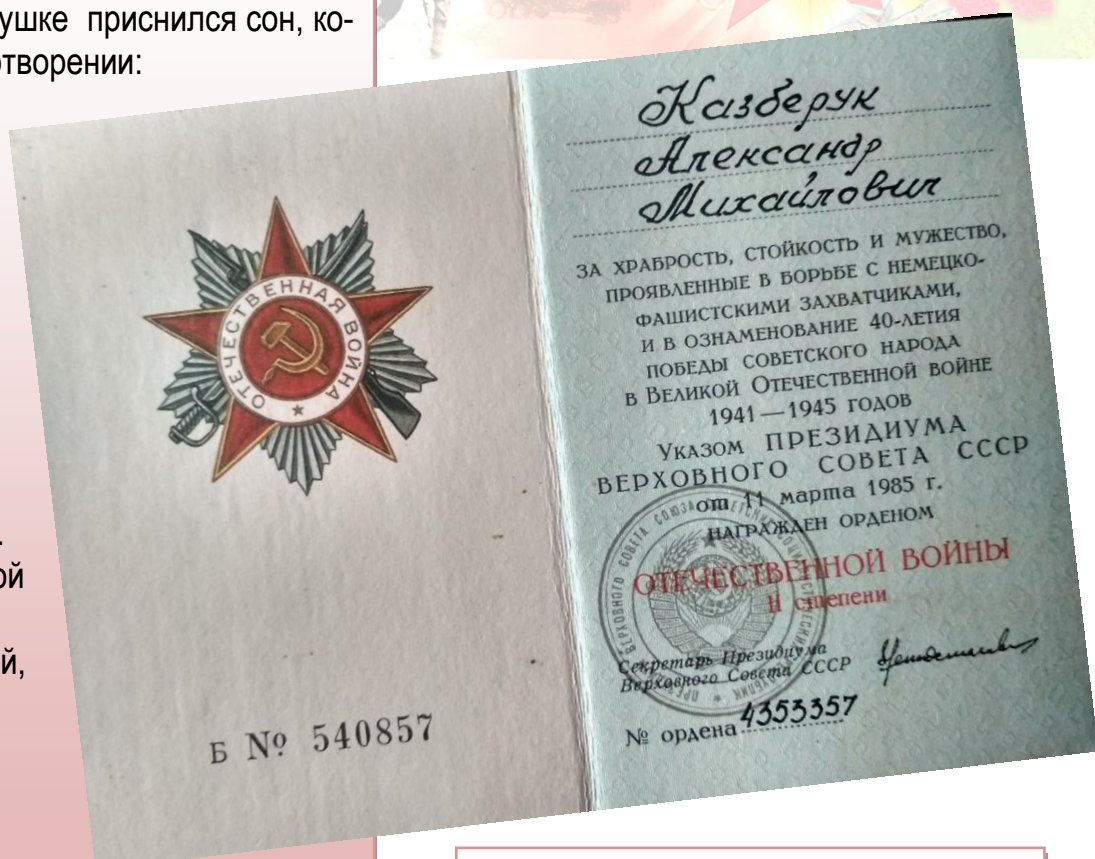 ушке приснился сон, ко-
отворении:
ой
й,
ОТЕЧЕСТВЕННАЯ ВОЙНА
Б № 540857
Казберук
Александр
Михайлович
ЗА ХРАБРОСТЬ, СТОЙКОСТЬ И МУЖЕСТВО,
ПРОЯВЛЕННЫЕ В БОРЬБЕ С НЕМЕЦКО-
ФАШИСТСКИМИ ЗАХВАТЧИКАМИ,
И В ОЗНАМЕНОВАНИЕ 40-ЛЕТИЯ
ПОБЕДЫ СОВЕТСКОГО НАРОДА
В ВЕЛИКОЙ ОТЕЧЕСТВЕННОЙ ВОЙНЕ
1941—1945 ГОДОВ
УКАЗОМ ПРЕЗИДИУМА
ВЕРХОВНОГО СОВЕТА СССР
от 11 марта 1985 г.
НАГРАЖДЕН ОРДЕНОМ
ОТЕЧЕСТВЕННОЙ ВОЙНЫ
II степени
Секретарь Президиума
Верховного Совета СССР
№ ордена 4353357